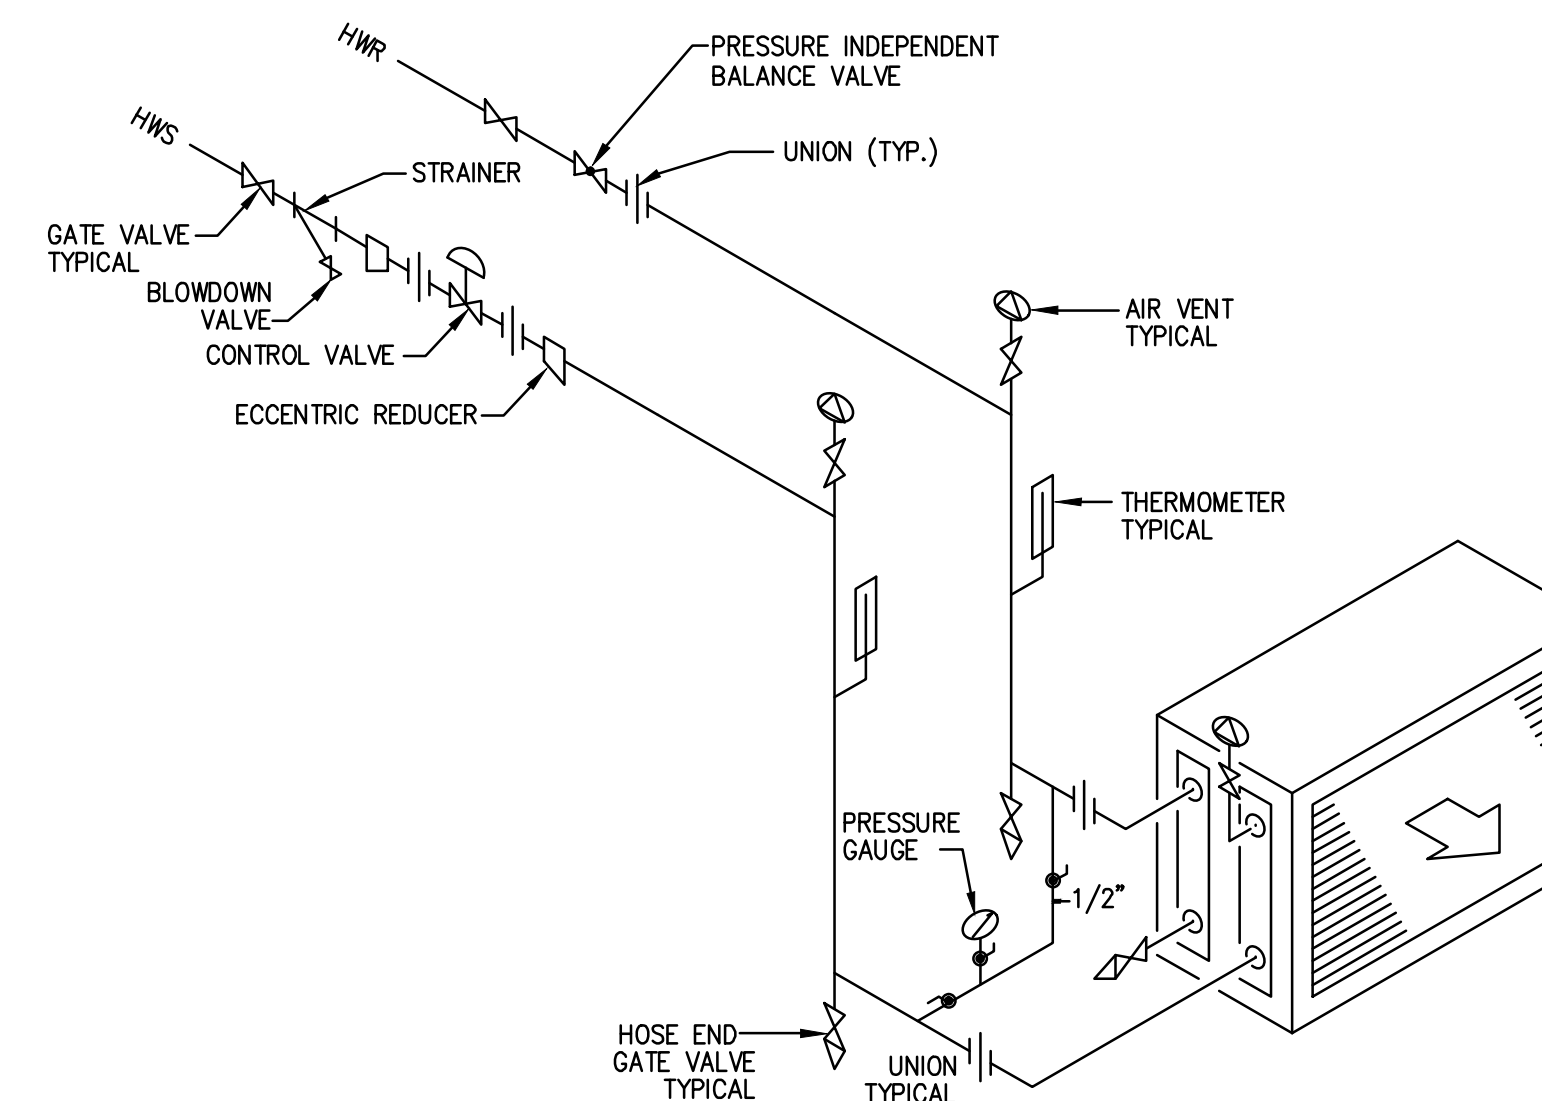 HWR
PRESSURE INDEPENDENT
BALANCE VALVE
HWS
UNION (TYP.)
STRAINER
GATE VALVE
TYPICAL
BLOWDOWN
VALVE
CONTROL VALVE
ECCENTRIC REDUCER
AIR VENT
TYPICAL
THERMOMETER
TYPICAL
PRESSURE
GAUGE
1/2"
HOSE END
GATE VALVE
TYPICAL
UNION
TYPICAL